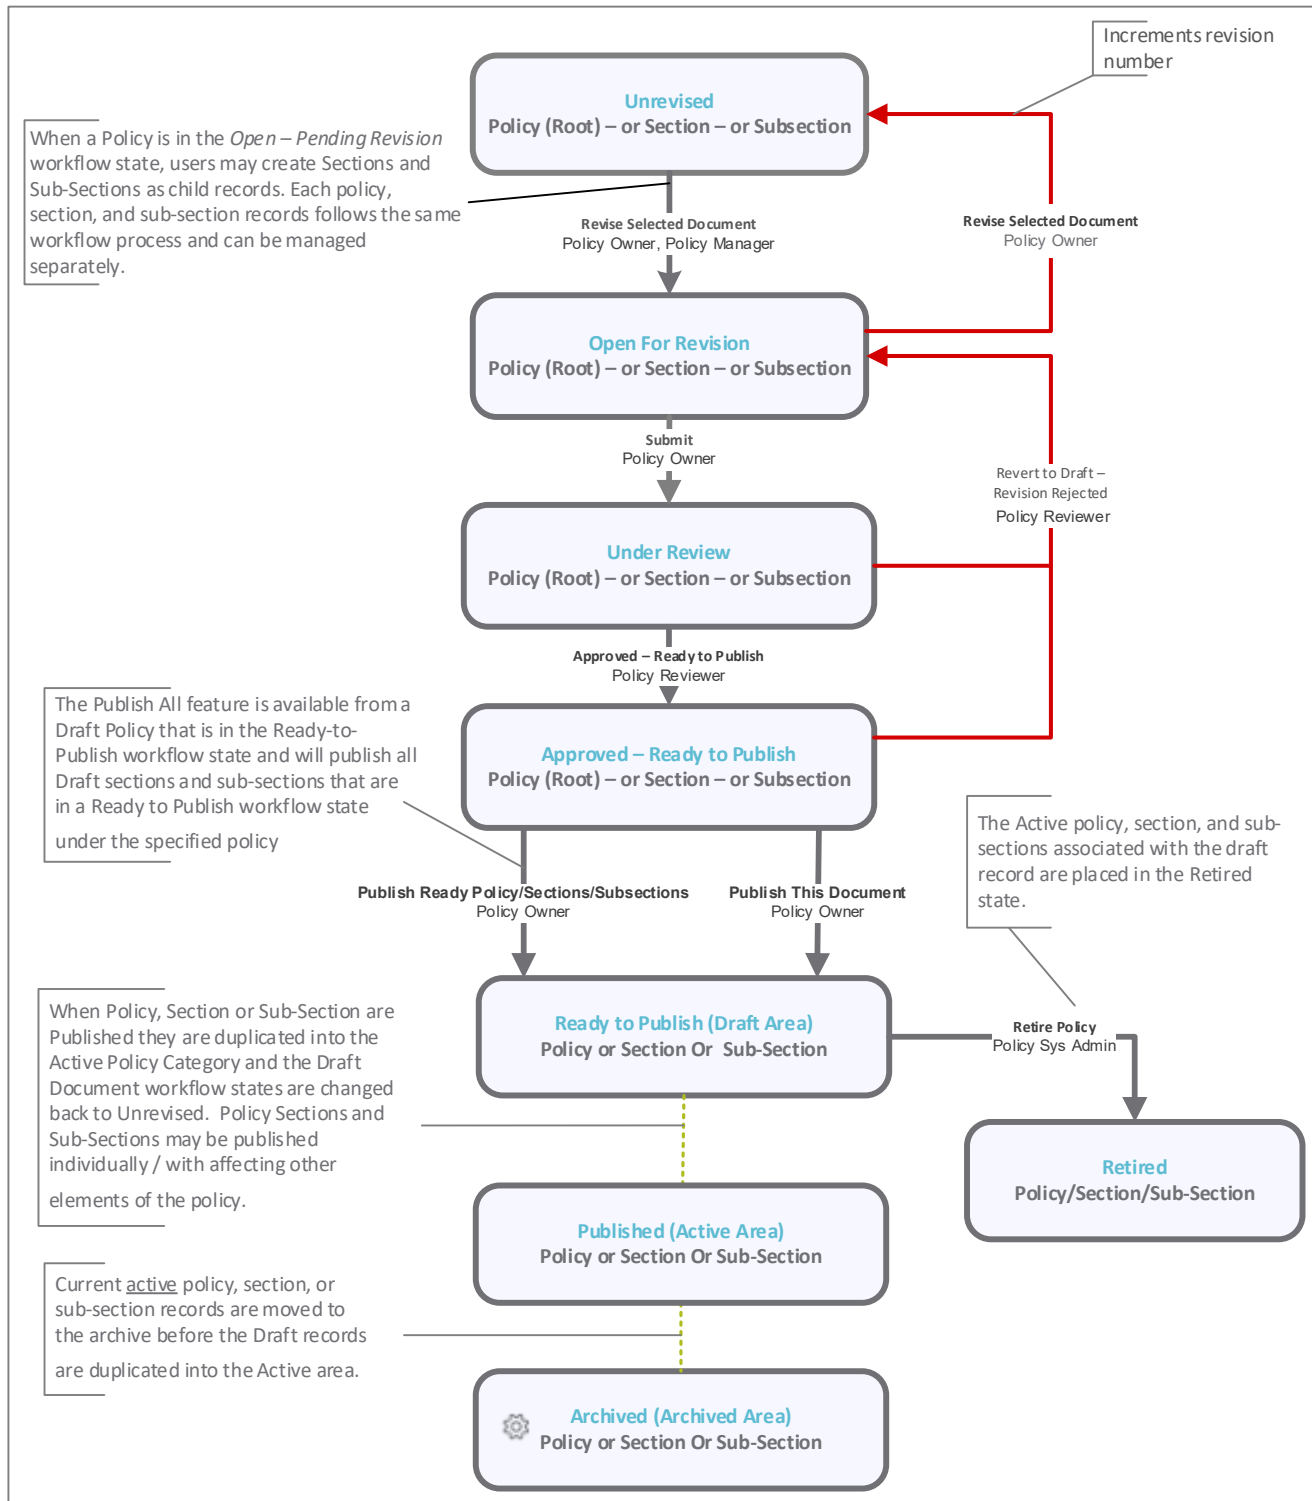 Increments revision
number
Unrevised
Policy (Root) – or Section – or Subsection
When a Policy is in the Open – Pending Revision
workflow state, users may create Sections and
Sub-Sections as child records. Each policy,
section, and sub-section records follows the same
workflow process and can be managed
separately.
Revise Selected Document
Policy Owner, Policy Manager
Revise Selected Document
Policy Owner
Open For Revision
Policy (Root) – or Section – or Subsection
Submit
Policy Owner
Revert to Draft –
Revision Rejected
Policy Reviewer
Under Review
Policy (Root) – or Section – or Subsection
Approved – Ready to Publish
Policy Reviewer
The Publish All feature is available from a
Draft Policy that is in the Ready-to-
Publish workflow state and will publish all
Draft sections and sub-sections that are
in a Ready to Publish workflow state
under the specified policy
Approved – Ready to Publish
Policy (Root) – or Section – or Subsection
The Active policy, section, and sub-
sections associated with the draft
record are placed in the Retired
state.
Publish Ready Policy/Sections/Subsections
Policy Owner
Publish This Document
Policy Owner
When Policy, Section or Sub-Section are
Published they are duplicated into the
Active Policy Category and the Draft
Document workflow states are changed
back to Unrevised. Policy Sections and
Sub-Sections may be published
individually / with affecting other
elements of the policy.
Ready to Publish (Draft Area)
Policy or Section Or Sub-Section
Retire Policy
Policy Sys Admin
Retired
Policy/Section/Sub-Section
Published (Active Area)
Policy or Section Or Sub-Section
Current active policy, section, or
sub-section records are moved to
the archive before the Draft records
are duplicated into the Active area.
Archived (Archived Area)
Policy or Section Or Sub-Section